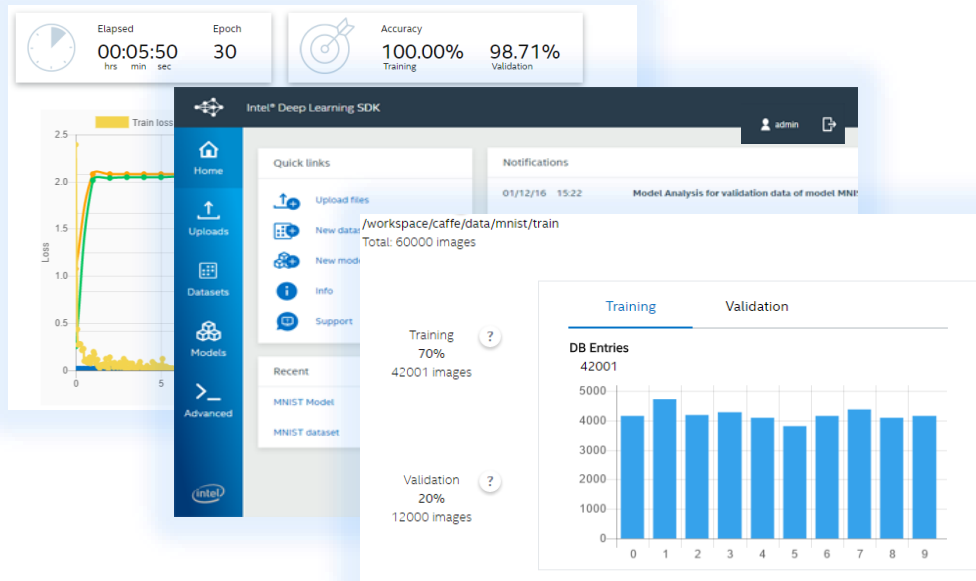 Elapsed
00:05:50
hrs min sec
Epoch
30
Accuracy
100.00%
Training
98.71%
Validation
Train loss
2.5
2.0
1.5
1.0
0.5
0
Loss
0
5
Intel® Deep Learning SDK
admin
Home
Uploads
Datasets
Models
Advanced
intel
Quick links
Upload files
New
Info
Support
Recent
MNIST Model
MNIST dataset
Notifications
01/12/16 15:22
Model Analysis for validation data of model
/workspace/caffe/data/mnist/train
Total: 60000 images
Training
?
70%
42001 images
Validation
?
20%
12000 images
Training Validation
DB Entries
42001
5000
4000
3000
2000
1000
0
0 1 2 3 4 5 6 7 8 9